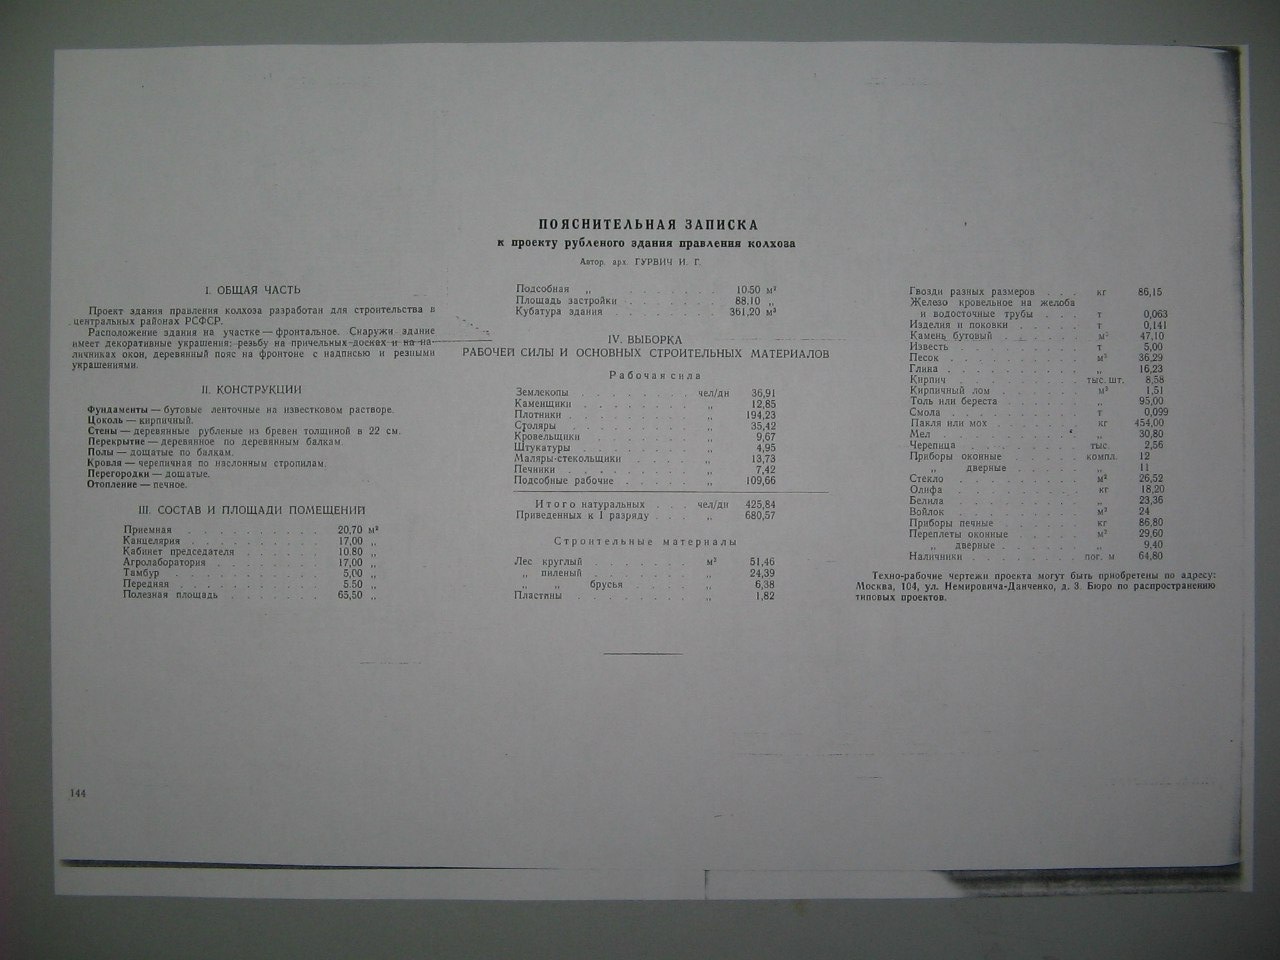 ПОЯСНИТЕЛЬНАЯ ЗАПИСКА
к проекту рубленого здания правления колхоза
Автор. арх. ГУРВИЧ И. Г.
I. ОБЩАЯ ЧАСТЬ
Проект здания правления колхоза разработан для строительства в
центральных районах РСФСР.
Расположение здания на участке — фронтальное. Снаружи здание
имеет декоративные украшения: резьбу на причельных досках и на на-
личниках окон, деревянный пояс на фронтоне с надписью и резными
украшениями.
II. КОНСТРУКЦИИ
Фундаменты — бутовые ленточные на известковом растворе.
Цоколь — кирпичный.
Стены — деревянные рубленые из бревен толщиной в 22 см.
Перекрытие — деревянное по деревянным балкам.
Полы — дощатые по балкам.
Кровля — черепичная по наслонным стропилам.
Перегородки — дощатые.
Отопление — печное.
III. СОСТАВ И ПЛОЩАДИ ПОМЕЩЕНИЙ
Приемная . . . . . . . . . . 20,70 м²
Канцелярия . . . . . . . . . 17,00 „
Кабинет председателя . . . . . 10.80 „
Агролаборатория . . . . . . . 17,00 „
Тамбур . . . . . . . . . . . 5,00 „
Передняя . . . . . . . . . . 5.50 „
Полезная площадь . . . . . . . 65,50 „
Подсобная „ . . . . . . . 10.50 м²
Площадь застройки . . . . . . . 88.10 „
Кубатура здания . . . . . . . . 361,20 м³
IV. ВЫБОРКА
РАБОЧЕЙ СИЛЫ И ОСНОВНЫХ СТРОИТЕЛЬНЫХ МАТЕРИАЛОВ
Рабочая сила
Землекопы . . . . . . . . чел/дн 36,91
Каменщики . . . . . . . . „ 12,85
Плотники . . . . . . . . „ 194,23
Столяры . . . . . . . . „ 35,42
Кровельщики . . . . . . . „ 9,67
Штукатуры . . . . . . . . „ 4,95
Маляры-стекольщики . . . . . „ 13,73
Печники . . . . . . . . . „ 7,42
Подсобные рабочие . . . . . . „ 109,66
Итого натуральных . . . чел/дн 425,84
Приведенных к I разряду . . . „ 680,57
Строительные материалы
Лес круглый . . . . . . . м³ 51,46
„ пиленый . . . . . . . „ 24,39
„ „ брусья . . . . . „ 6,38
Пластины . . . . . . . . „ 1,82
Гвозди разных размеров . . . кг 86,15
Железо кровельное на желоба
и водосточные трубы . . . т 0,063
Изделия и поковки . . . . . т 0,141
Камень бутовый . . . . . . м³ 47,10
Известь . . . . . . . . . т 5,00
Песок . . . . . . . . . . м³ 36,29
Глина . . . . . . . . . . „ 16,23
Кирпич . . . . . . . . . тыс. шт. 8,58
Кирпичный лом . . . . . . . м³ 1,51
Толь или береста . . . . . . „ 95,00
Смола . . . . . . . . . . т 0,099
Пакля или мох . . . . . . . кг 454,00
Мел . . . . . . . . . . „ 30,80
Черепица . . . . . . . . тыс. 2,56
Приборы оконные . . . . . компл. 12
„ дверные . . . . . „ 11
Стекло . . . . . . . . . м² 26,52
Олифа . . . . . . . . . кг 18,20
Белила . . . . . . . . . „ 23,36
Войлок . . . . . . . . . м² 24
Приборы печные . . . . . . кг 86,80
Переплеты оконные . . . . . м² 29,60
„ дверные . . . . . . „ 9,40
Наличники . . . . . . . пог. м 64,80
Техно-рабочие чертежи проекта могут быть приобретены по адресу:
Москва, 104, ул. Немировича-Данченко, д. 3. Бюро по распространению
типовых проектов.
144